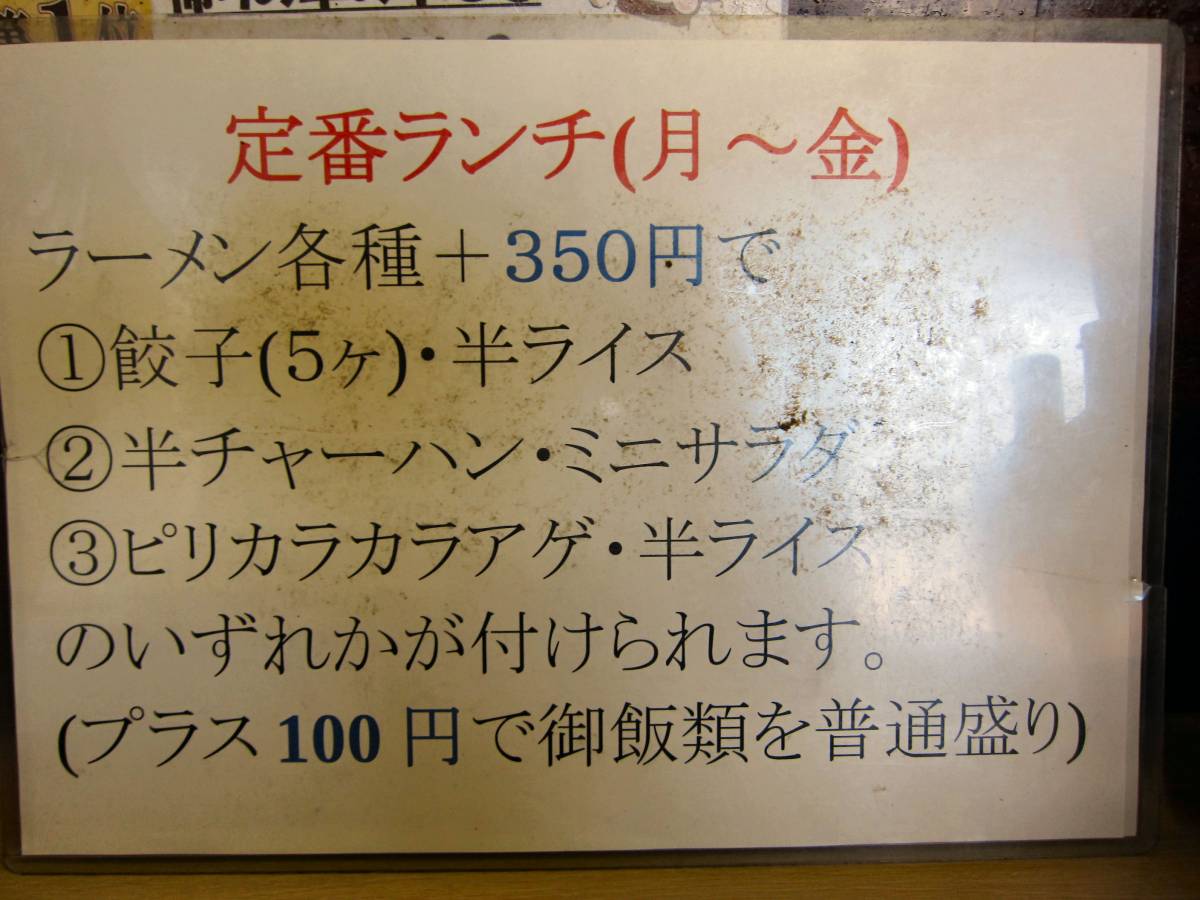 定番ランチ(月～金)
ラーメン各種＋350円で
①餃子(5ヶ)・半ライス
②半チャーハン・ミニサラダ
③ピリカラカラアゲ・半ライス
のいずれかが付けられます。
(プラス100円で御飯類を普通盛り)